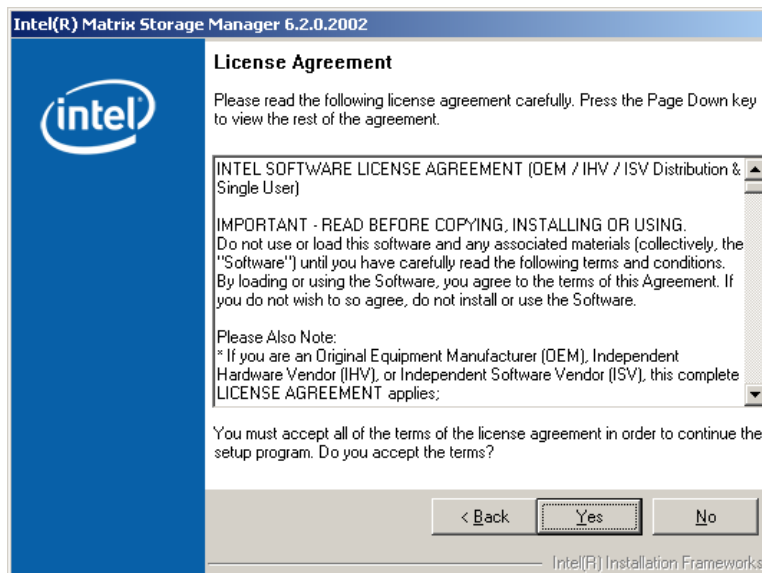 Intel(R) Matrix Storage Manager 6.2.0.2002
intel
License Agreement
Please read the following license agreement carefully. Press the Page Down key
to view the rest of the agreement.
INTEL SOFTWARE LICENSE AGREEMENT (OEM / IHV / ISV Distribution &
Single User)
IMPORTANT - READ BEFORE COPYING, INSTALLING OR USING.
Do not use or load this software and any associated materials (collectively, the
"Software") until you have carefully read the following terms and conditions.
By loading or using the Software, you agree to the terms of this Agreement. If
you do not wish to so agree, do not install or use the Software.
Please Also Note:
* If you are an Original Equipment Manufacturer (OEM), Independent
Hardware Vendor (IHV), or Independent Software Vendor (ISV), this complete
LICENSE AGREEMENT applies;
You must accept all of the terms of the license agreement in order to continue the
setup program. Do you accept the terms?
< Back Yes No
Intel(R) Installation Frameworks